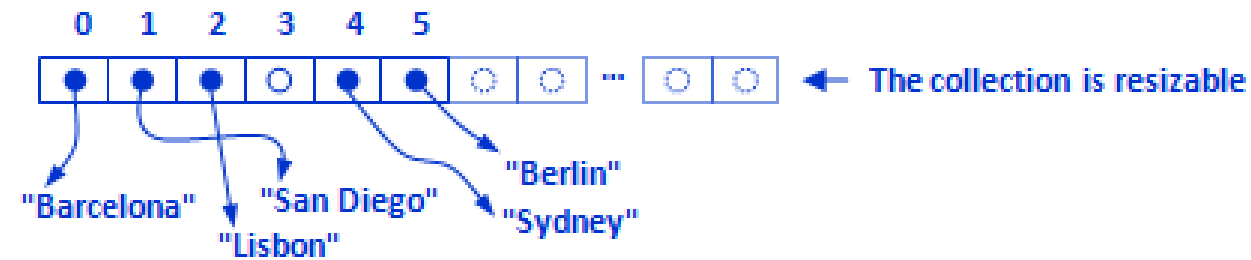 0 1 2 3 4 5
... The collection is resizable
"Barcelona" "San Diego" "Berlin"
"Lisbon" "Sydney"